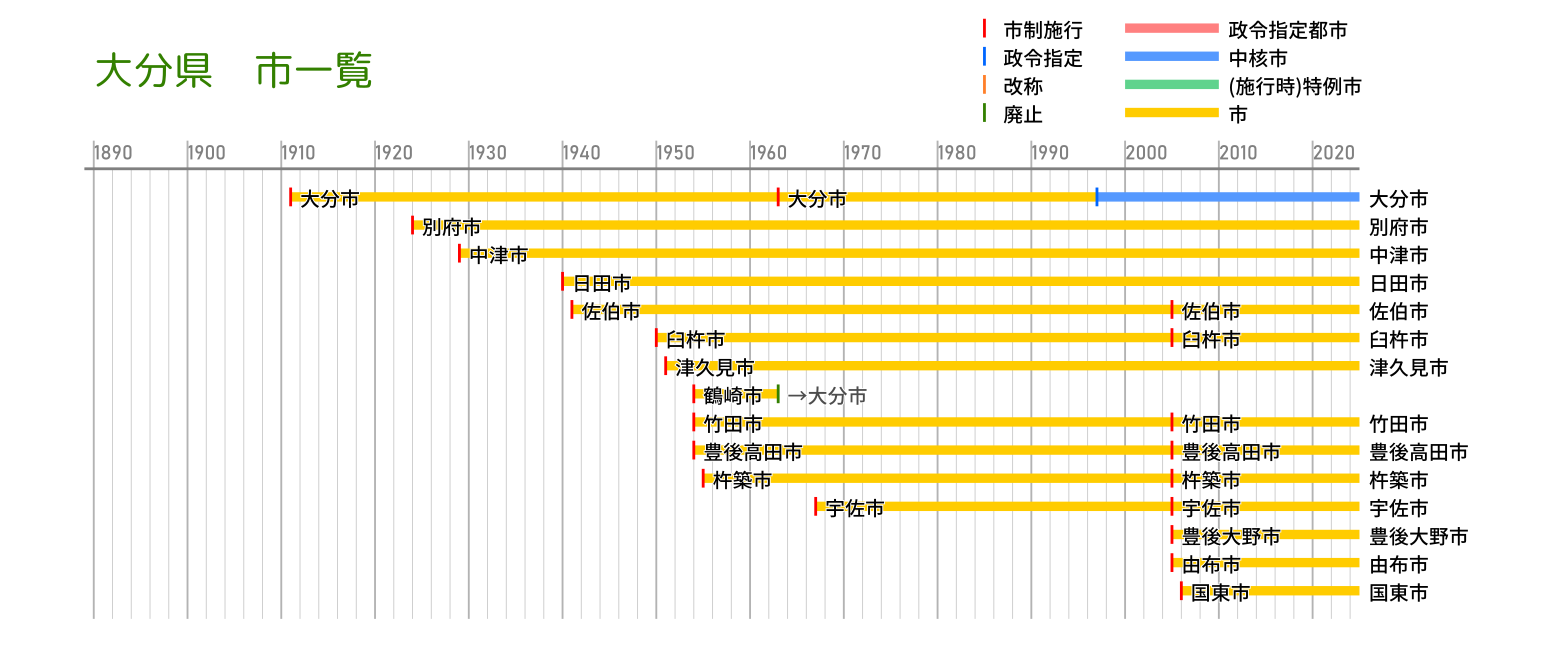 大分県　市一覧
市制施行
政令指定
改称
廃止
政令指定都市
中核市
(施行時)特例市
市
1890 1900 1910 1920 1930 1940 1950 1960 1970 1980 1990 2000 2010 2020
大分市 大分市 大分市
別府市 別府市
中津市 中津市
日田市 日田市
佐伯市 佐伯市 佐伯市
臼杵市 臼杵市 臼杵市
津久見市 津久見市
鶴崎市 →大分市
竹田市 竹田市 竹田市
豊後高田市 豊後高田市 豊後高田市
杵築市 杵築市 杵築市
宇佐市 宇佐市 宇佐市
豊後大野市 豊後大野市
由布市 由布市
国東市 国東市